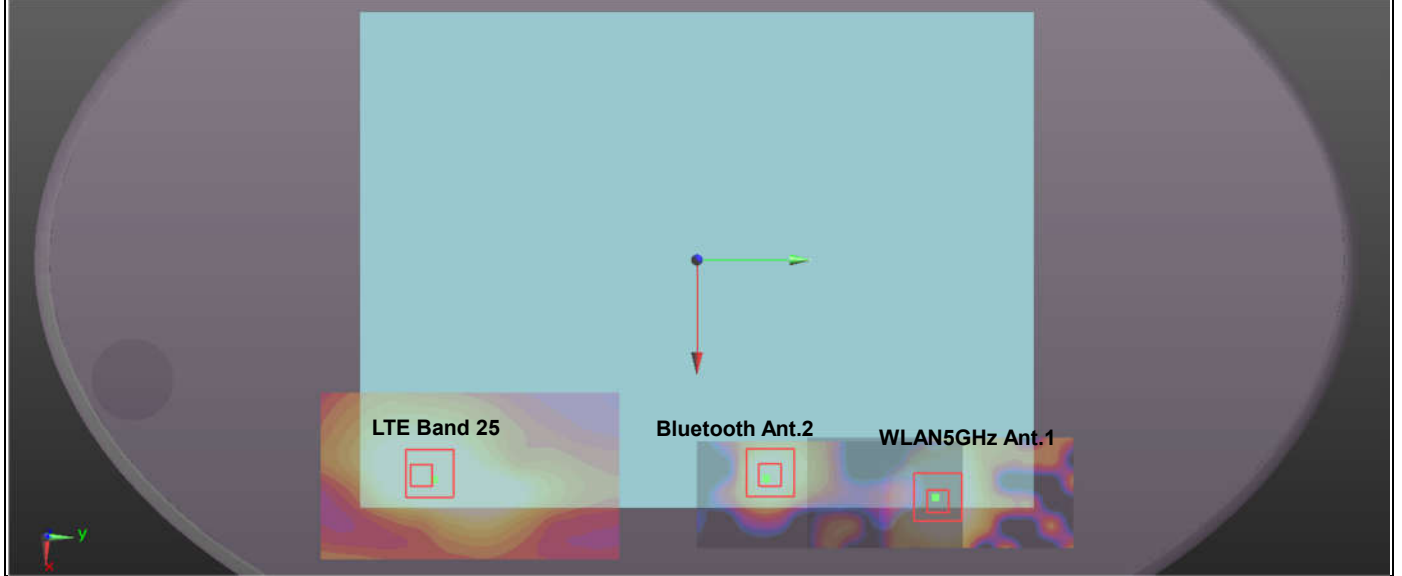 LTE Band 25
Bluetooth Ant.2
WLAN5GHz Ant.1
y
x